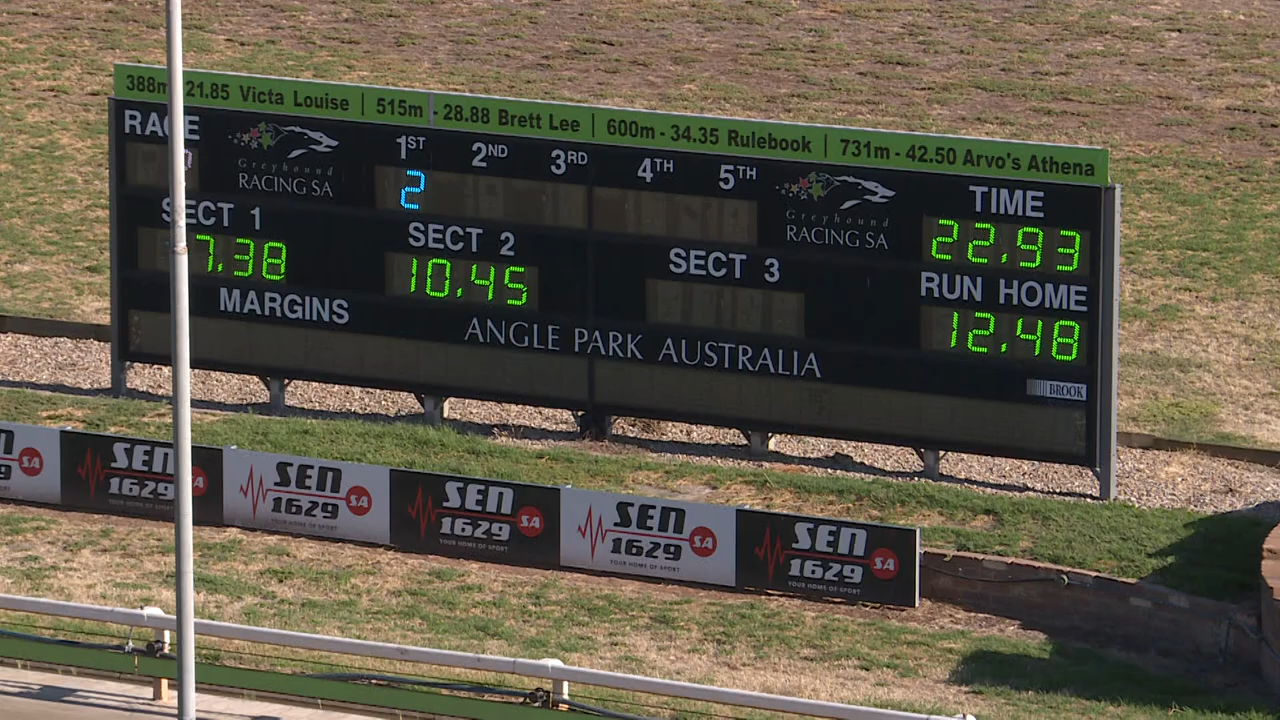 388m 21.85 Victa Louise | 515m - 28.88 Brett Lee | 600m - 34.35 Rulebook | 731m - 42.50 Arvo's Athena
RACE
Greyhound
RACING SA
1ST 2ND 3RD 4TH 5TH
2
Greyhound
RACING SA
TIME
22.93
SECT 1
7.38
SECT 2
10.45
SECT 3
RUN HOME
12.48
MARGINS
ANGLE PARK AUSTRALIA
BROOK
9 SA
SEN
1629 SA
SEN
1629 SA
YOUR HOME OF SPORT
SEN
1629 SA
YOUR HOME OF SPORT
SEN
1629 SA
YOUR HOME OF SPORT
SEN
1629 SA
YOUR HOME OF SPORT